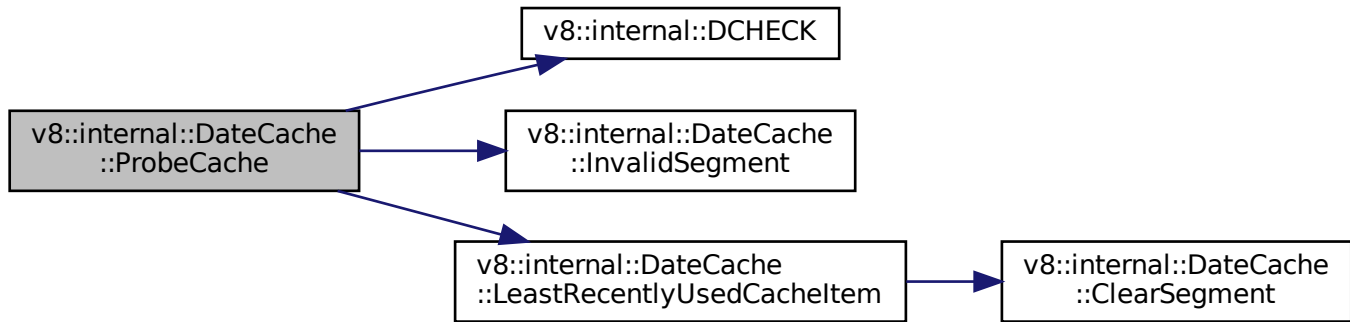 v8::internal::DCHECK
v8::internal::DateCache
::ProbeCache
v8::internal::DateCache
::InvalidSegment
v8::internal::DateCache
::LeastRecentlyUsedCacheItem
v8::internal::DateCache
::ClearSegment